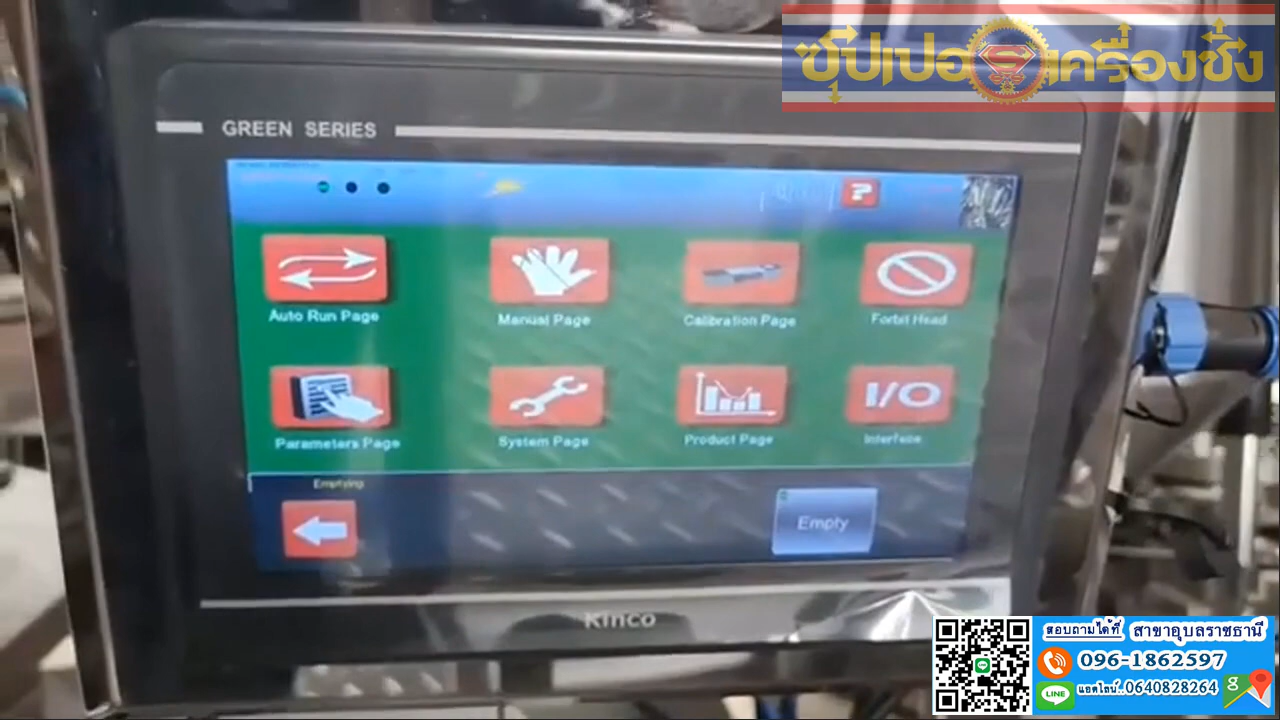 ซุปเปอร์เครื่องชั่ง
GREEN SERIES
?
Auto Run Page
Manual Page
Calibration Page
Forbit Head
I/O
Parameters Page
System Page
Product Page
Interface
Emptying
Empty
Kinco
สอบถามได้ที่ สาขาอุบลราชธานี
096-1862597
LINE
แอดไลน์..0640828264
g